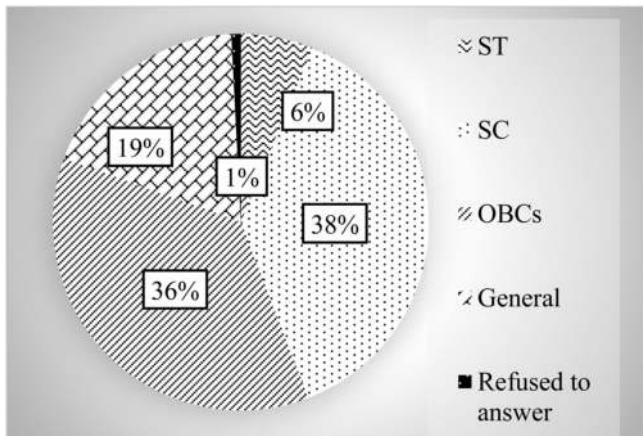 ST
6%
SC
19%
1%
38%
OBCs
36%
General
Refused to
answer